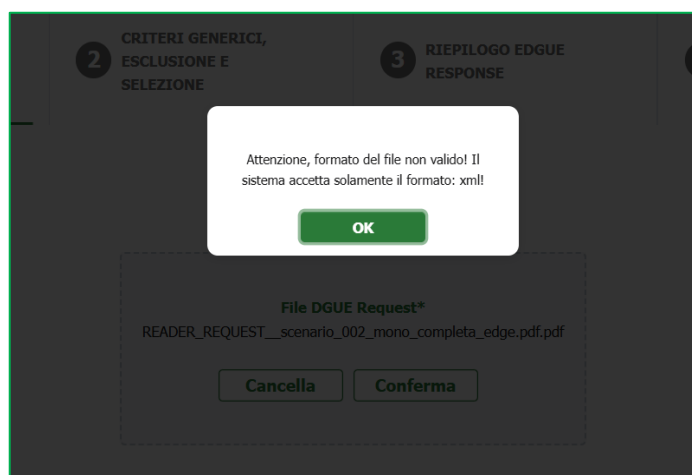 2
CRITERI GENERICI,
ESCLUSIONE E
SELEZIONE
3
RIEPILOGO EDGUE
RESPONSE
Attenzione, formato del file non valido! Il
sistema accetta solamente il formato: xml!
OK
File DGUE Request*
READER_REQUEST__scenario_002_mono_completa_edge.pdf.pdf
Cancella Conferma